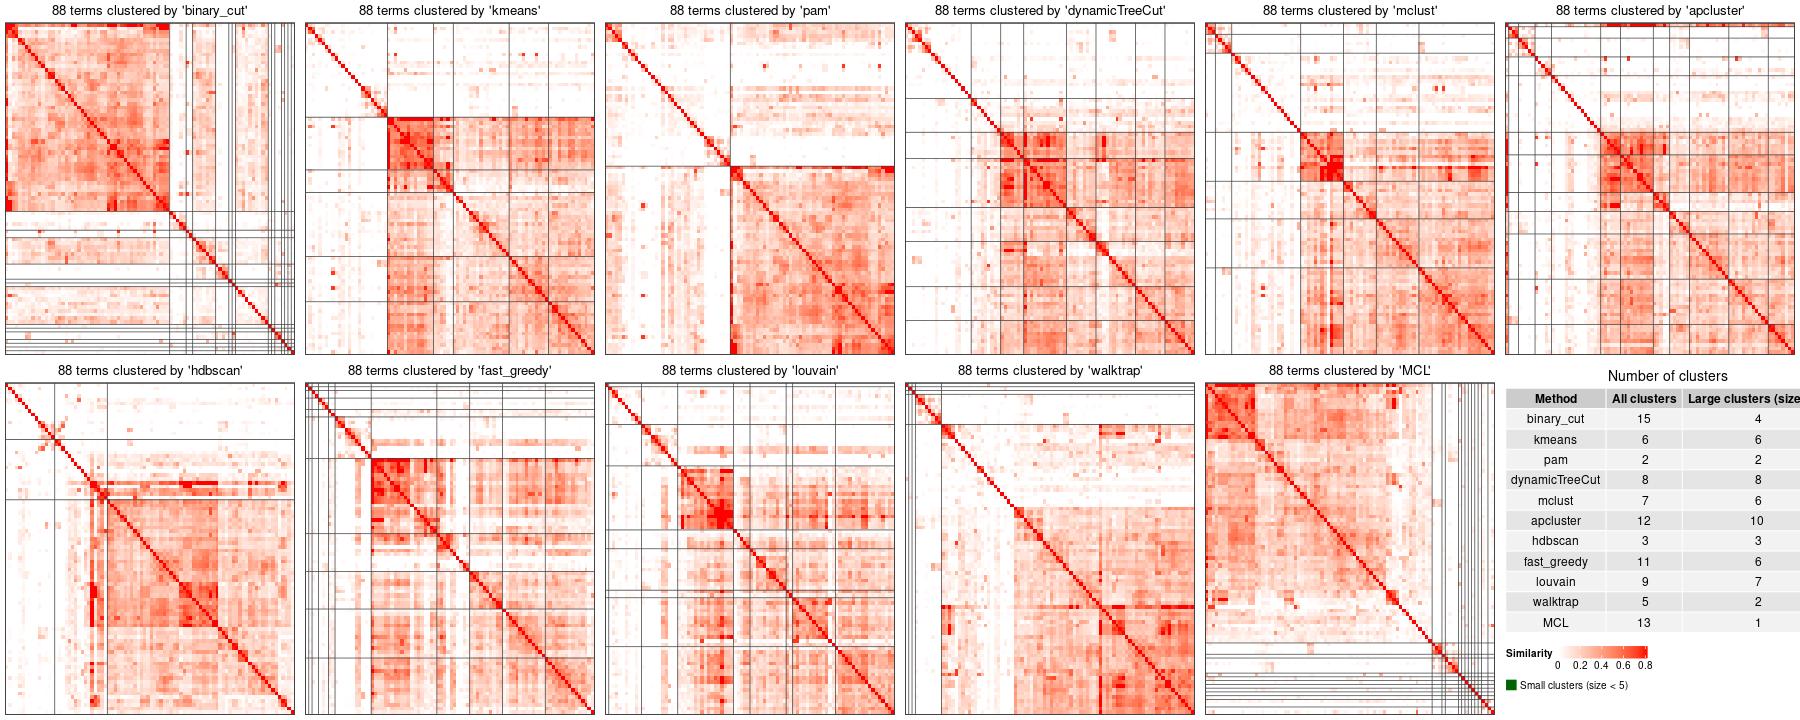 88 terms clustered by 'binary_cut'
88 terms clustered by 'kmeans'
88 terms clustered by 'pam'
88 terms clustered by 'dynamicTreeCut'
88 terms clustered by 'mclust'
88 terms clustered by 'apcluster'
88 terms clustered by 'hdbscan'
88 terms clustered by 'fast_greedy'
88 terms clustered by 'louvain'
88 terms clustered by 'walktrap'
88 terms clustered by 'MCL'
Number of clusters
Method All clusters Large clusters (size
binary_cut 15 4
kmeans 6 6
pam 2 2
dynamicTreeCut 8 8
mclust 7 6
apcluster 12 10
hdbscan 3 3
fast_greedy 11 6
louvain 9 7
walktrap 5 2
MCL 13 1
Similarity
0 0.2 0.4 0.6 0.8
Small clusters (size < 5)